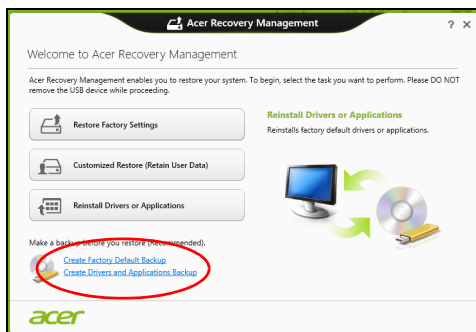 Acer Recovery Management
? X
Welcome to Acer Recovery Management
Acer Recovery Management enables you to restore your system. To begin, select the task you want to perform. Please DO NOT
remove the USB device while proceeding.
Restore Factory Settings
Customized Restore (Retain User Data)
Reinstall Drivers or Applications
Reinstall Drivers or Applications
Reinstalls factory default drivers or applications.
Make a backup before you restore (Recommended).
Create Factory Default Backup
Create Drivers and Applications Backup
acer